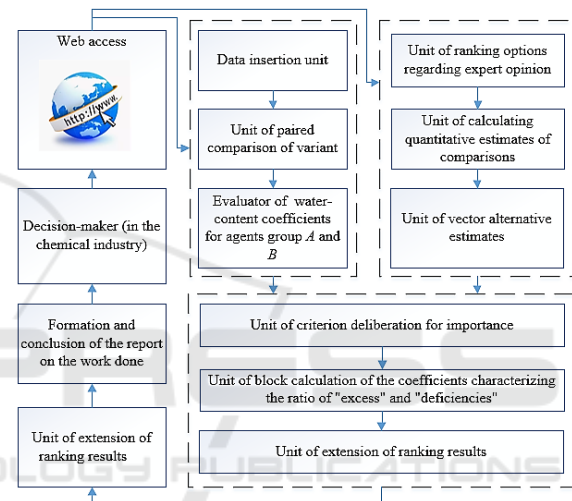 Web access
http://www.
Decision-maker (in the
chemical industry)
Formation and
conclusion of the report
on the work done
Unit of extension of
ranking results
Data insertion unit
Unit of paired
comparison of variant
Evaluator of water-
content coefficients
for agents group A and
B
Unit of ranking options
regarding expert opinion
Unit of calculating
quantitative estimates of
comparisons
Unit of vector alternative
estimates
Unit of criterion deliberation for importance
Unit of block calculation of the coefficients characterizing
the ratio of "excess" and "deficiencies"
Unit of extension of ranking results
PRESS
OLOGY PUBLICATIONS